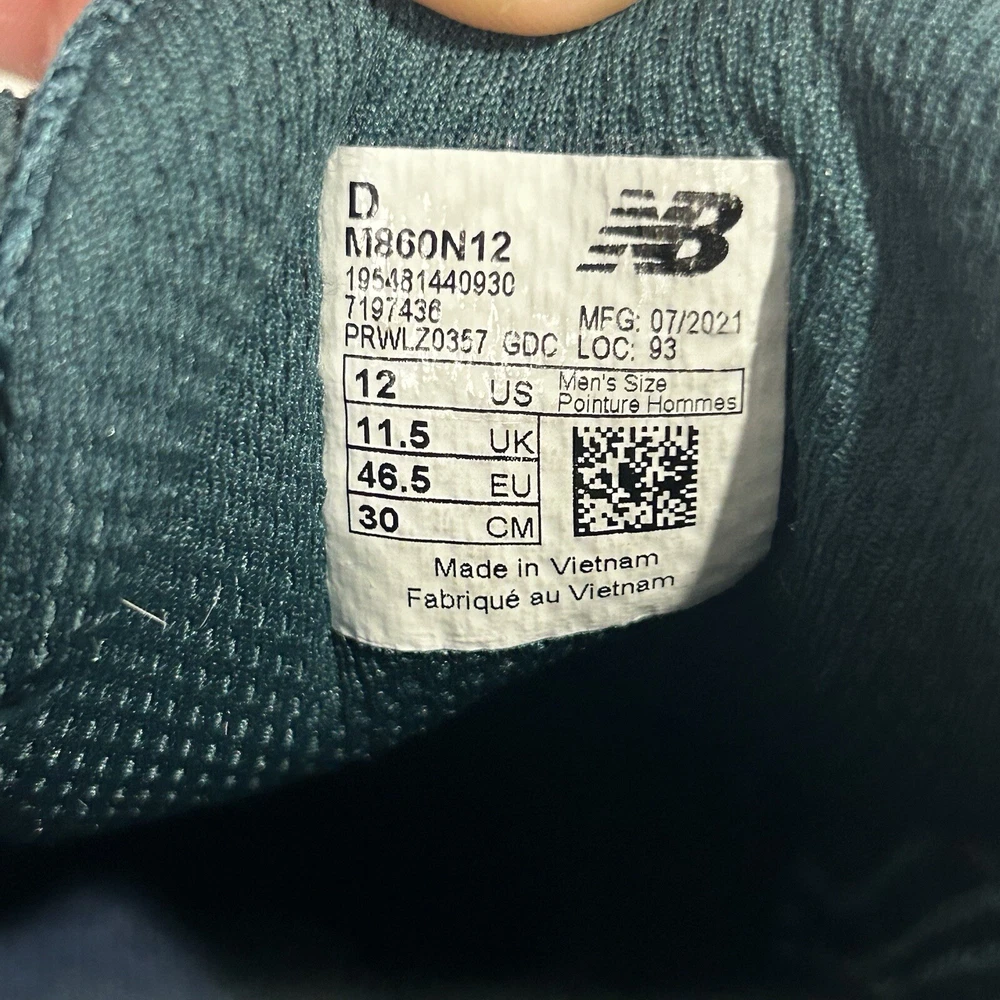 D
NB
M860N12
195481440930
7197436
MFG: 07/2021
PRWLZ0357 GDC LOC: 93
12 US Men's Size
Pointure Hommes
11.5 UK
46.5 EU
30 CM
Made in Vietnam
Fabriqué au Vietnam